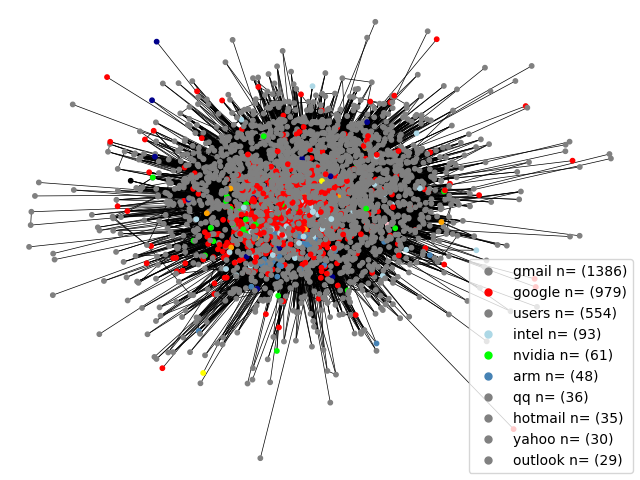 gmail n= (1386)
google n= (979)
users n= (554)
intel n= (93)
nvidia n= (61)
arm n= (48)
qq n= (36)
hotmail n= (35)
yahoo n= (30)
outlook n= (29)